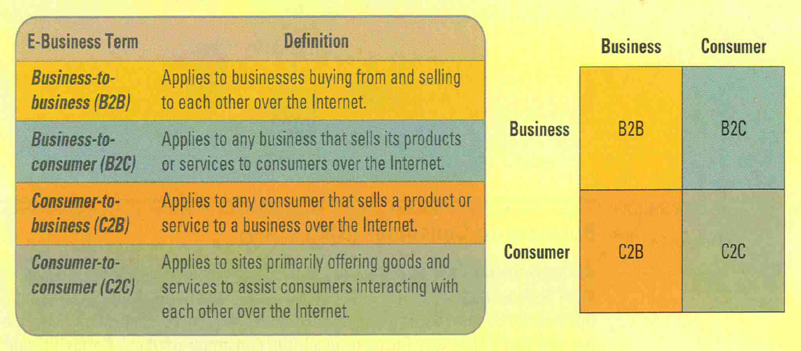 E-Business Term Definition
Business-to-
business (B2B)
Applies to businesses buying from and selling
to each other over the Internet.
Business-to-
consumer (B2C)
Applies to any business that sells its products
or services to consumers over the Internet.
Consumer-to-
business (C2B)
Applies to any consumer that sells a product or
service to a business over the Internet.
Consumer-to-
consumer (C2C)
Applies to sites primarily offering goods and
services to assist consumers interacting with
each other over the Internet.
Business Consumer
Business B2B B2C
Consumer C2B C2C